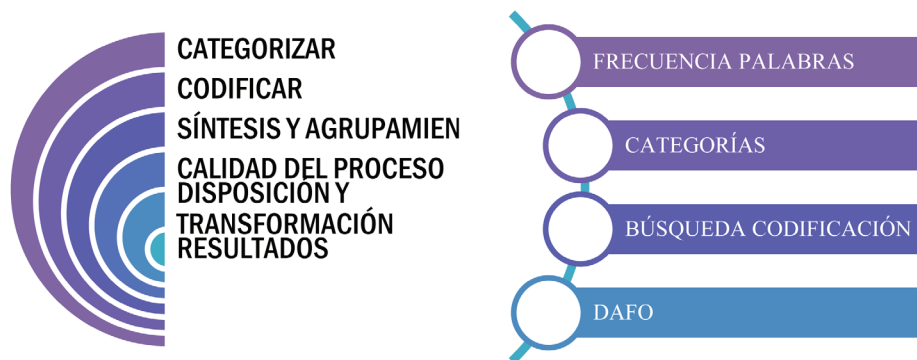 CATEGORIZAR
CODIFICAR
SÍNTESIS Y AGRUPAMIEN
CALIDAD DEL PROCESO
DISPOSICIÓN Y
TRANSFORMACIÓN
RESULTADOS
FRECUENCIA PALABRAS
CATEGORÍAS
BÚSQUEDA CODIFICACIÓN
DAFO